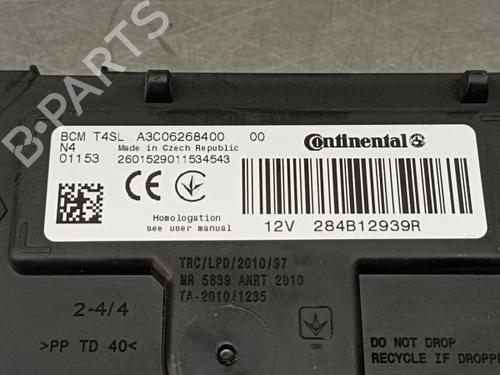 B-PARTS
BCM T4SL A3C06268400 00
N4 Made in Czech Republic
01153 2601529011534543
CE
Homologation
see user manual
Continental
12V 284B12939R
TRC/LPD/2010/97
MR 5839 ANRT 2010
TA-2010/1235
2-4/4
>PP TD 40<
DO NOT DROP
RECYCLE IF DROPPE